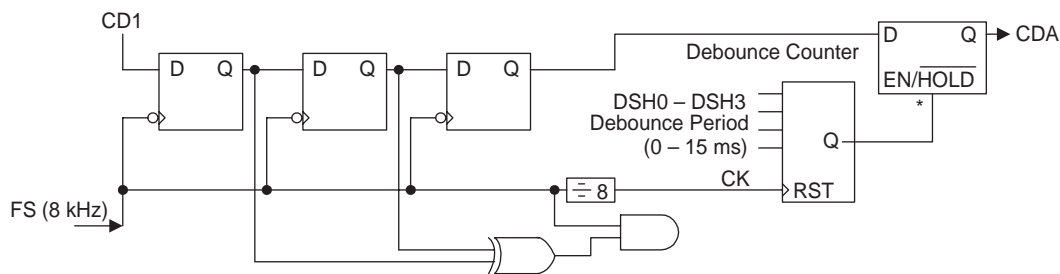 CD1
D Q
D Q
D Q
Debounce Counter
D Q
CDA
EN/HOLD
*
DSH0 – DSH3
Debounce Period
(0 – 15 ms)
Q
CK
RST
÷ 8
FS (8 kHz)